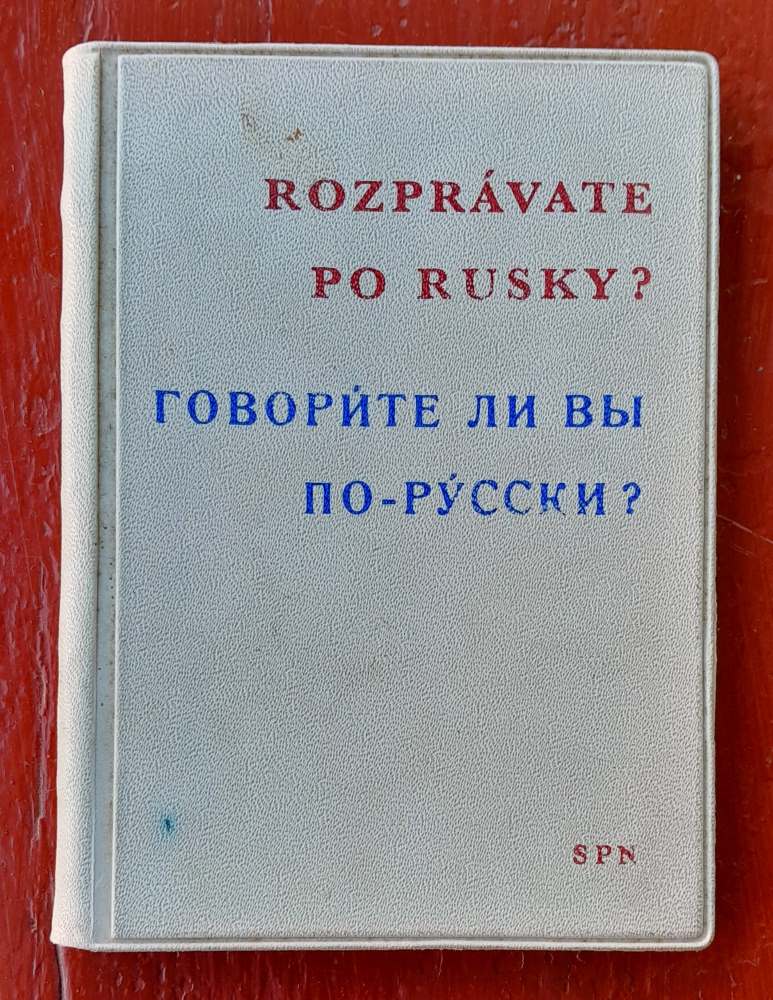 ROZPRÁVATE
PO RUSKY?
ГОВОРИ́ТЕ ЛИ ВЫ
ПО-РУ́ССКИ?
SPN